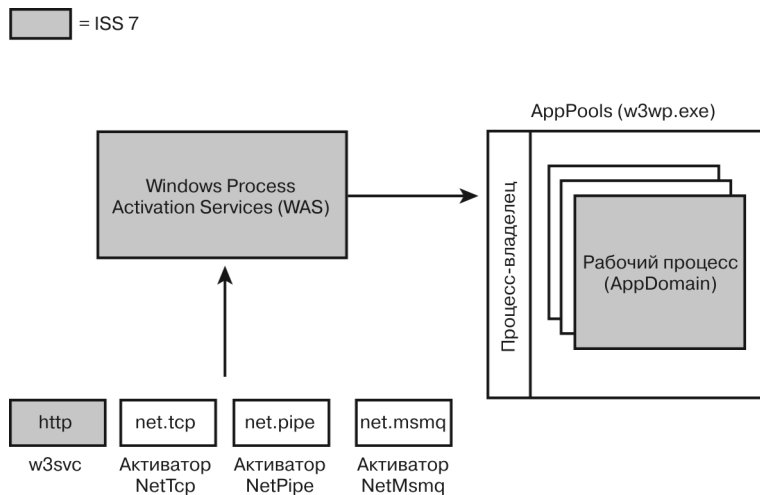 = ISS 7
AppPools (w3wp.exe)
Windows Process
Activation Services (WAS)
Процесс-владелец
Рабочий процесс
(AppDomain)
http
net.tcp
net.pipe
net.msmq
w3svc
Активатор
NetTcp
Активатор
NetPipe
Активатор
NetMsmq